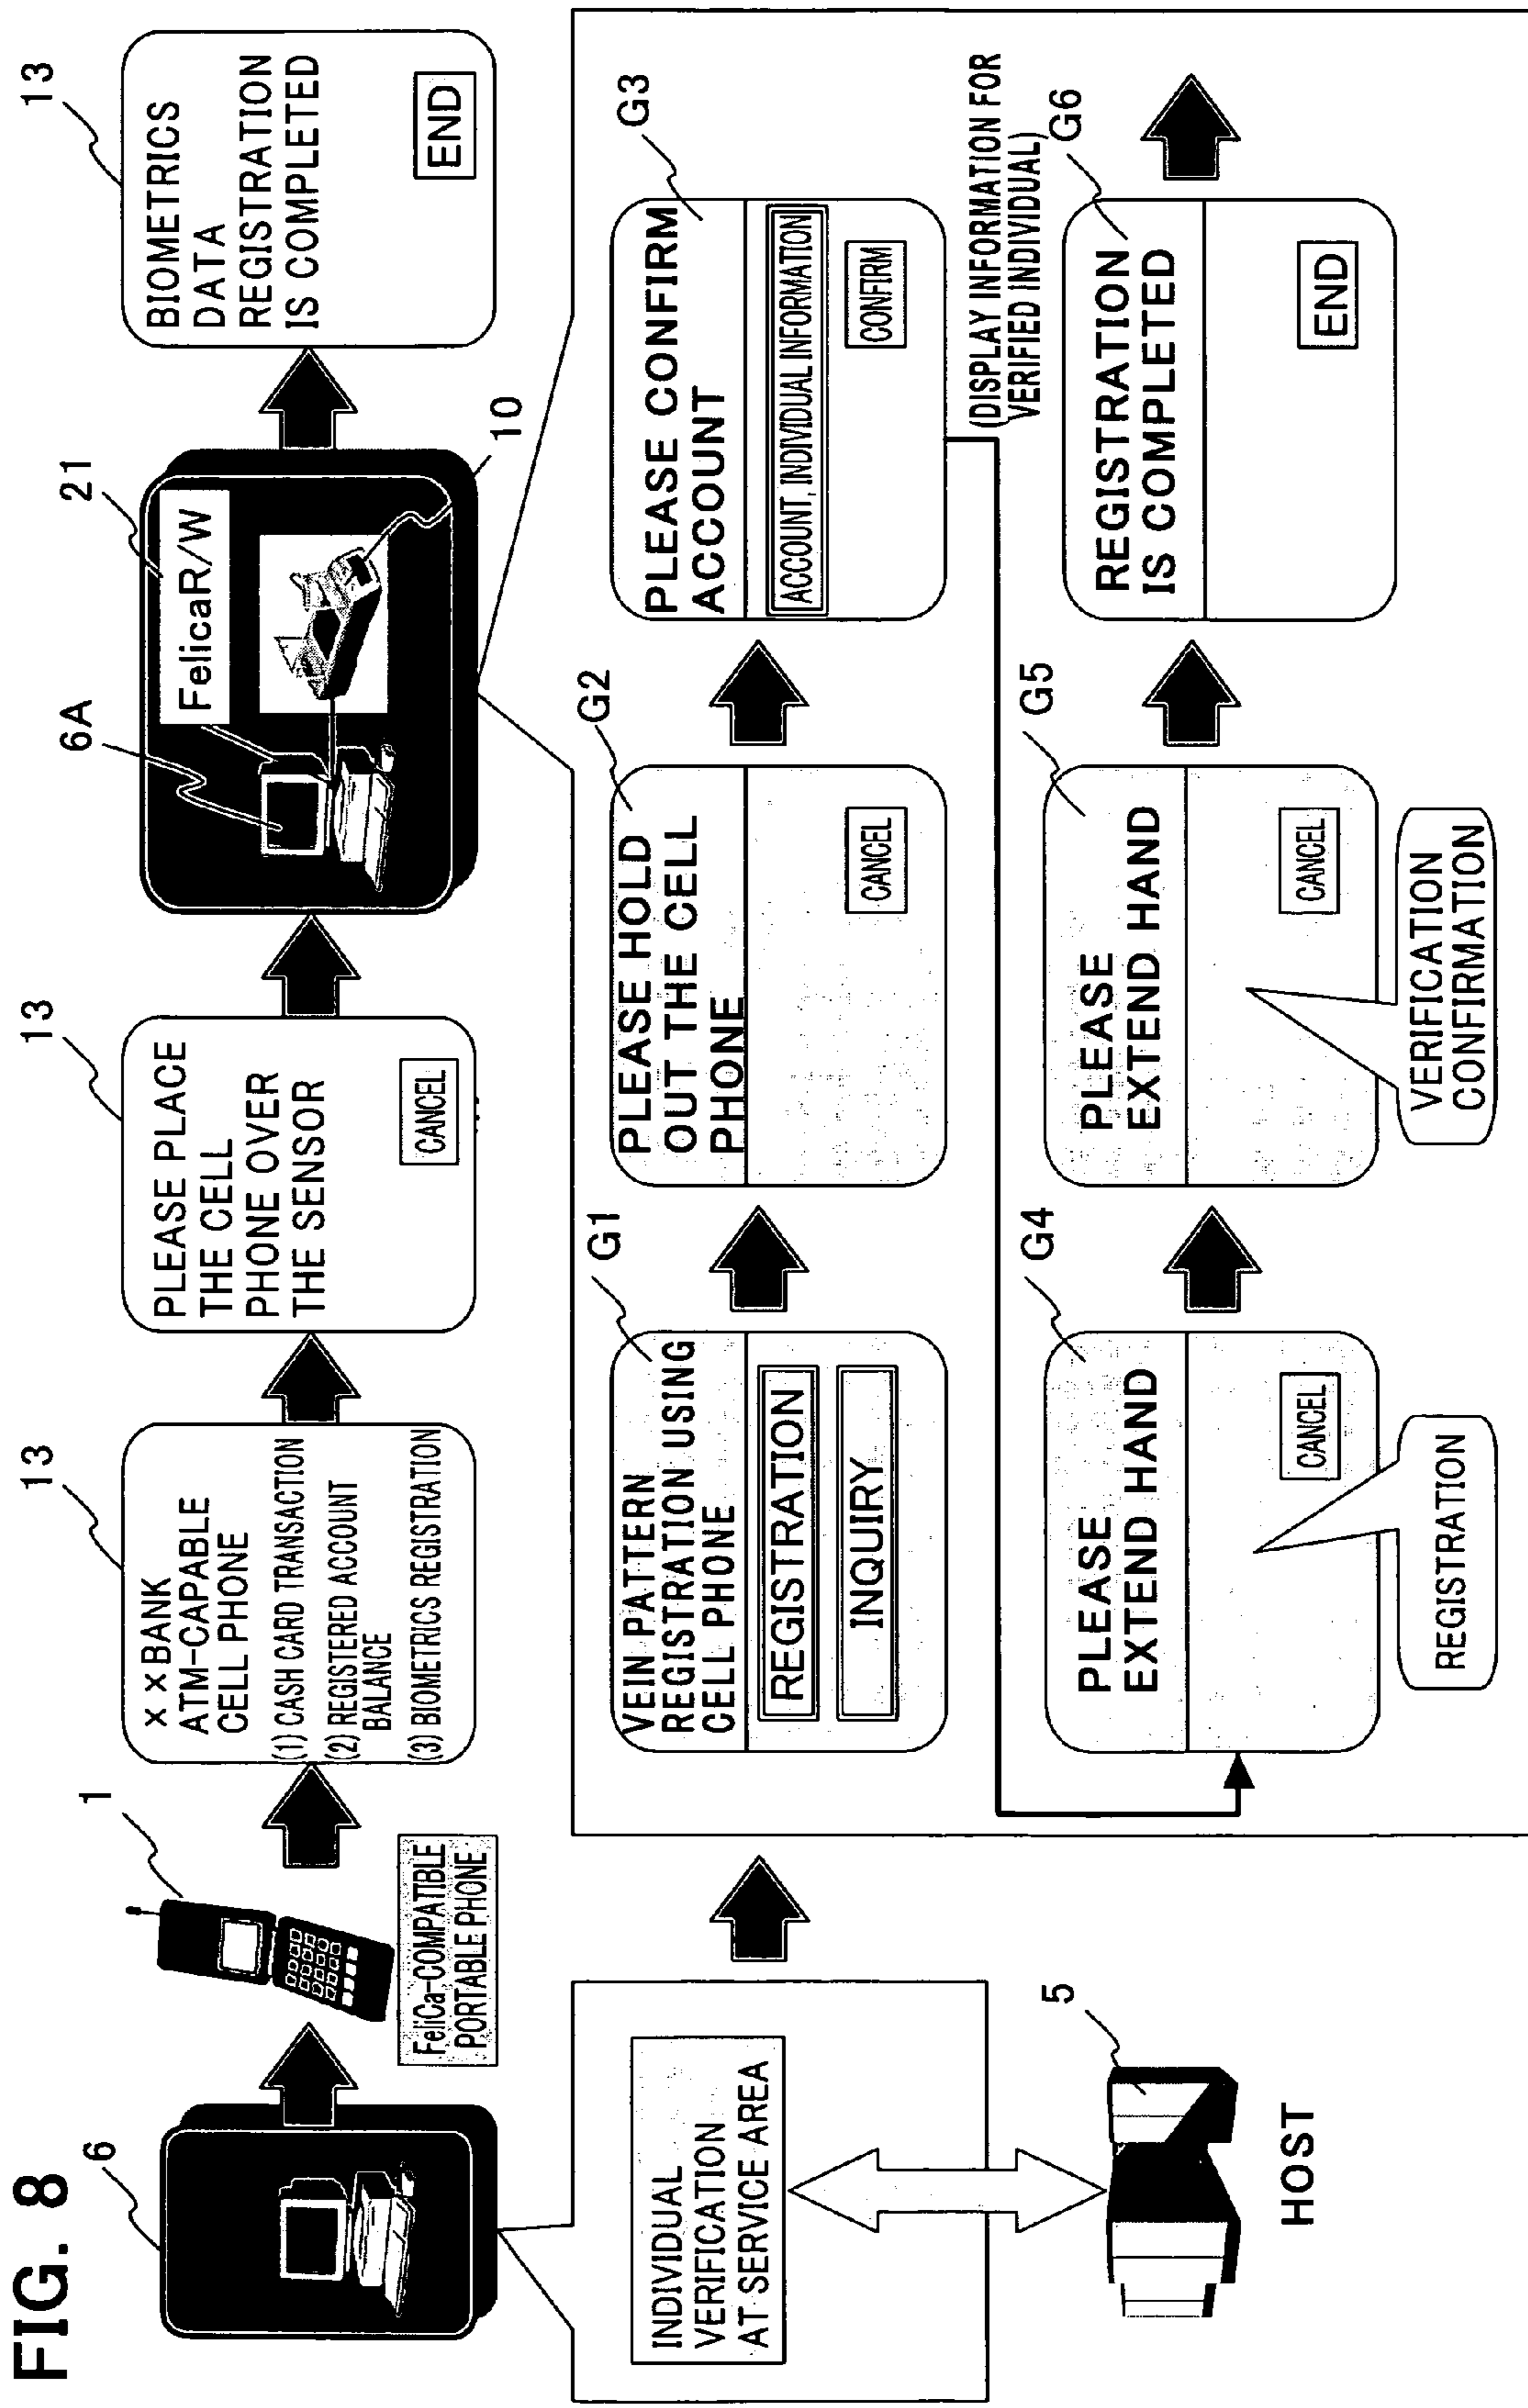 FIG. 8
6
1
FeliCa-COMPATIBLE
PORTABLE PHONE
13
××BANK
ATM-CAPABLE
CELL PHONE
(1) CASH CARD TRANSACTION
(2) REGISTERED ACCOUNT
BALANCE
(3) BIOMETRICS REGISTRATION
13
PLEASE PLACE
THE CELL
PHONE OVER
THE SENSOR
CANCEL
6A
21
FelicaR/W
10
13
BIOMETRICS
DATA
REGISTRATION
IS COMPLETED
END
INDIVIDUAL
VERIFICATION
AT SERVICE AREA
5
HOST
G1
VEIN PATTERN
REGISTRATION USING
CELL PHONE
REGISTRATION
INQUIRY
G2
PLEASE HOLD
OUT THE CELL
PHONE
CANCEL
G3
PLEASE CONFIRM
ACCOUNT
ACCOUNT, INDIVIDUAL INFORMATION
CONFIRM
(DISPLAY INFORMATION FOR
VERIFIED INDIVIDUAL)
G4
PLEASE
EXTEND HAND
CANCEL
REGISTRATION
G5
PLEASE
EXTEND HAND
CANCEL
VERIFICATION
CONFIRMATION
G6
REGISTRATION
IS COMPLETED
END